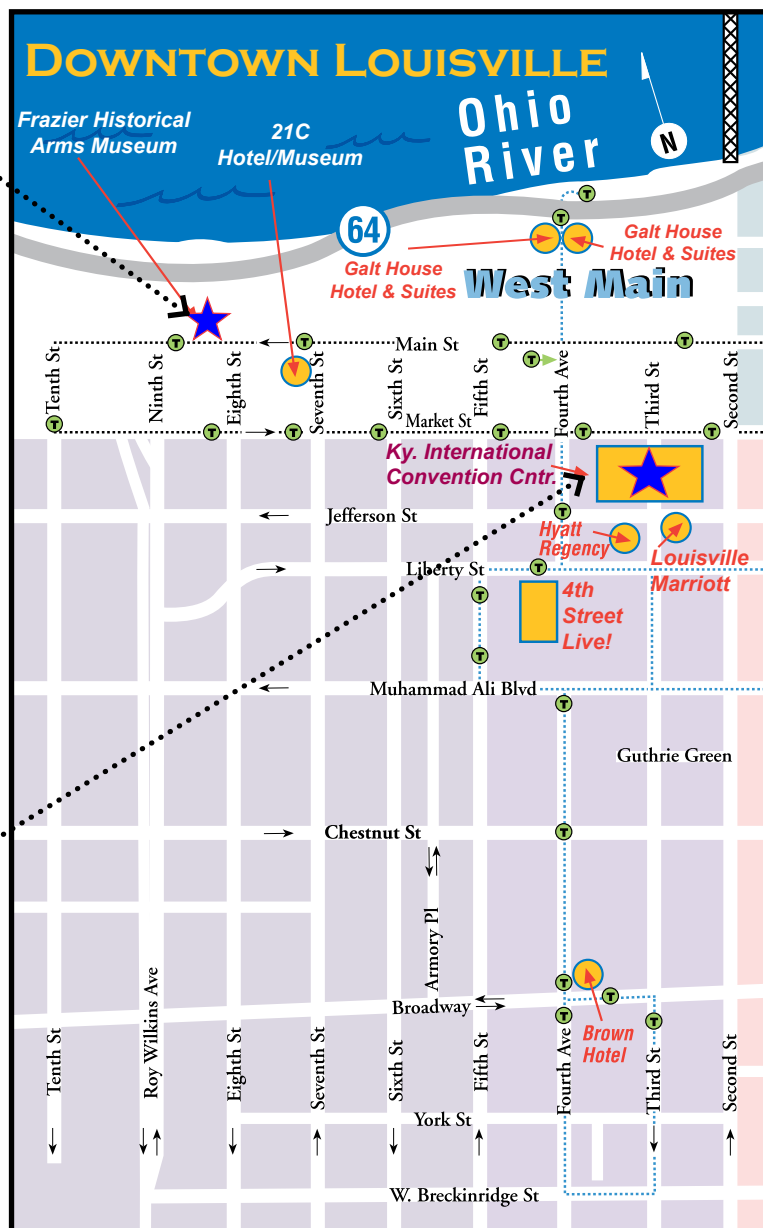 DOWNTOWN LOUISVILLE
Frazier Historical
Arms Museum
21C
Hotel/Museum
Ohio
River
N
64
T
T
Galt House
Hotel & Suites
Galt House
Hotel & Suites
West Main
T
T
Main St
T
T
T
Tenth St
Ninth St
Eighth St
Seventh St
Sixth St
Fifth St
Fourth Ave
Third St
Second St
Market St
T
T
T
T
T
T
T
Ky. International
Convention Cntr.
Jefferson St
T
Hyatt
Regency
Louisville
Marriott
Liberty St
T
T
4th
Street
Live!
T
Muhammad Ali Blvd
T
Guthrie Green
Chestnut St
T
Armory Pl
T
T
Broadway
T
T
Brown
Hotel
Tenth St
Roy Wilkins Ave
Eighth St
Seventh St
Sixth St
Fifth St
Fourth Ave
Third St
Second St
York St
W. Breckinridge St